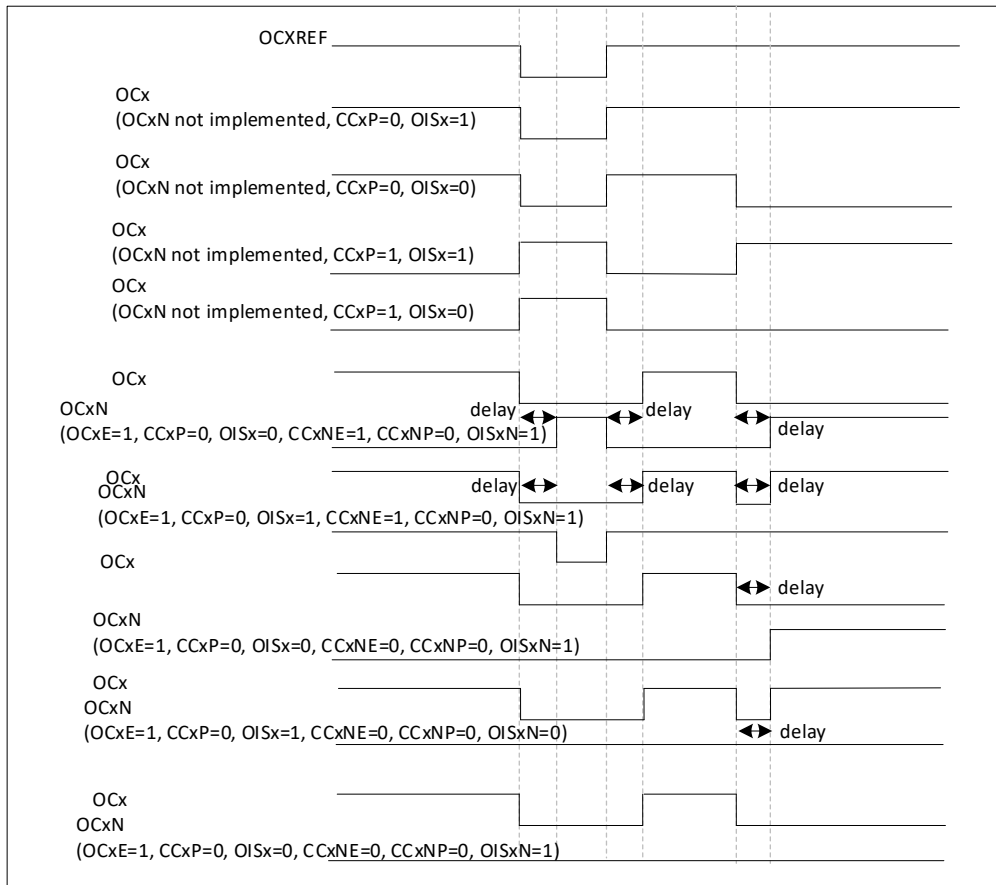 OCXREF
OCx
(OCxN not implemented, CCxP=0, OISx=1)
OCx
(OCxN not implemented, CCxP=0, OISx=0)
OCx
(OCxN not implemented, CCxP=1, OISx=1)
OCx
(OCxN not implemented, CCxP=1, OISx=0)
OCx
OCxN
delay
delay
delay
(OCxE=1, CCxP=0, OISx=0, CCxNE=1, CCxNP=0, OISxN=1)
OCx
delay
delay
delay
OCxN
(OCxE=1, CCxP=0, OISx=1, CCxNE=1, CCxNP=0, OISxN=1)
OCx
delay
OCxN
(OCxE=1, CCxP=0, OISx=0, CCxNE=0, CCxNP=0, OISxN=1)
OCx
OCxN
(OCxE=1, CCxP=0, OISx=1, CCxNE=0, CCxNP=0, OISxN=0)
delay
OCx
OCxN
(OCxE=1, CCxP=0, OISx=0, CCxNE=0, CCxNP=0, OISxN=1)